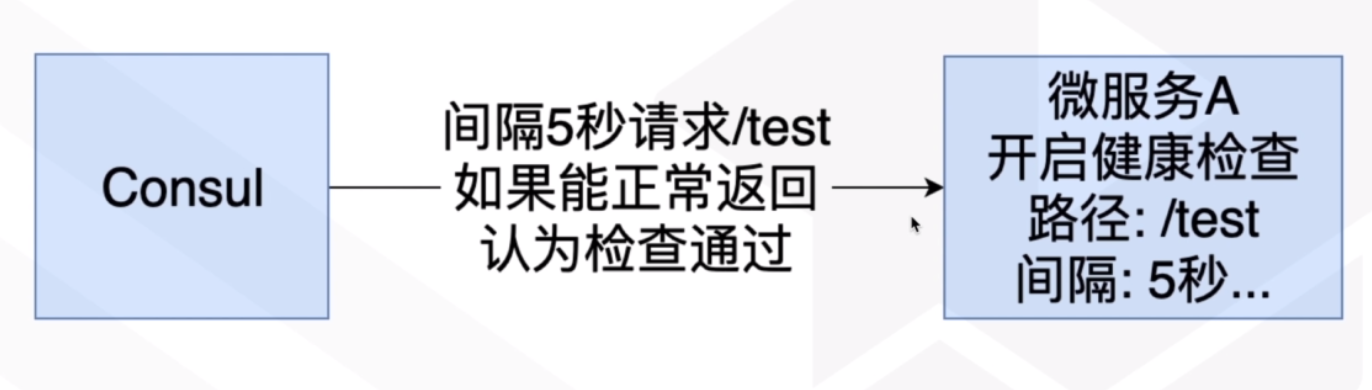 Consul
间隔5秒请求/test
如果能正常返回
认为检查通过
微服务A
开启健康检查
路径: /test
间隔: 5秒...